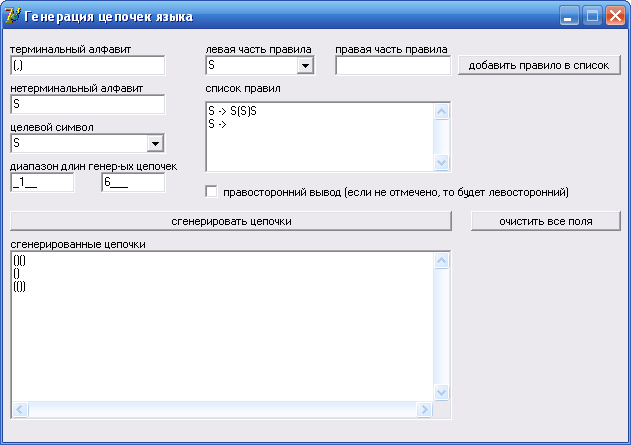 Генерация цепочек языка
терминальный алфавит
(,)
левая часть правила
S
правая часть правила
добавить правило в список
нетерминальный алфавит
S
список правил
S -> S(S)S
S ->
целевой символ
S
диапазон длин генер-ых цепочек
_1__
6___
правосторонний вывод (если не отмечено, то будет левосторонний)
сгенерировать цепочки
очистить все поля
сгенерированные цепочки
()()
()
(())